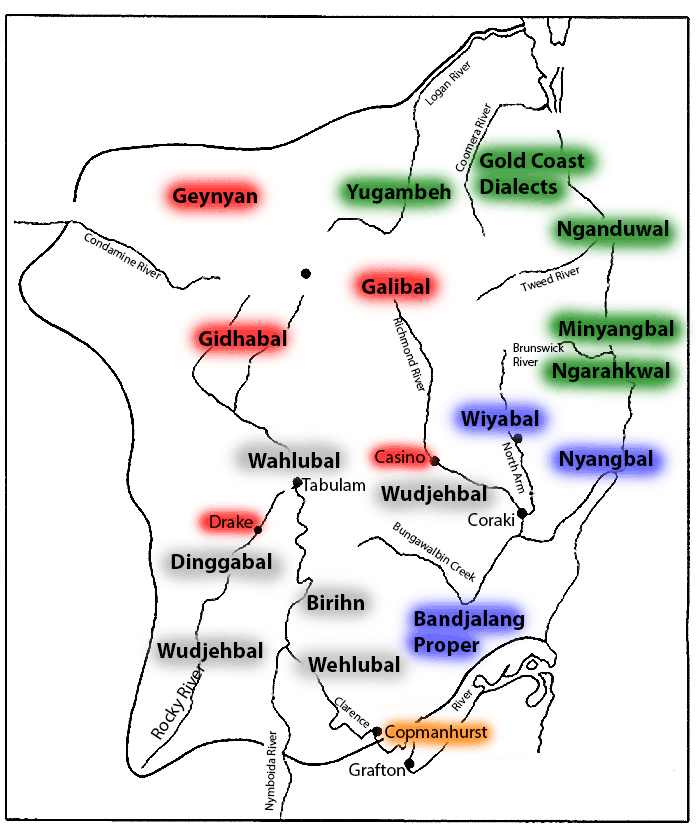 Logan River
Coomera River
Gold Coast
Dialects
Geynyan
Yugambeh
Nganduwal
Condamine River
Tweed River
Galibal
Gidhabal
Richmond River
Minyangbal
Brunswick
River
Ngarahkwal
Wiyabal
Wahlubal
Casino
North Arm
Nyangbal
Tabulam
Wudjehbal
Drake
Coraki
Dinggabal
Bungawalbin Creek
Birihn
Bandjalang
Proper
Wudjehbal
Wehlubal
Rocky River
Clarence
River
Copmanhurst
Nymboida River
Grafton